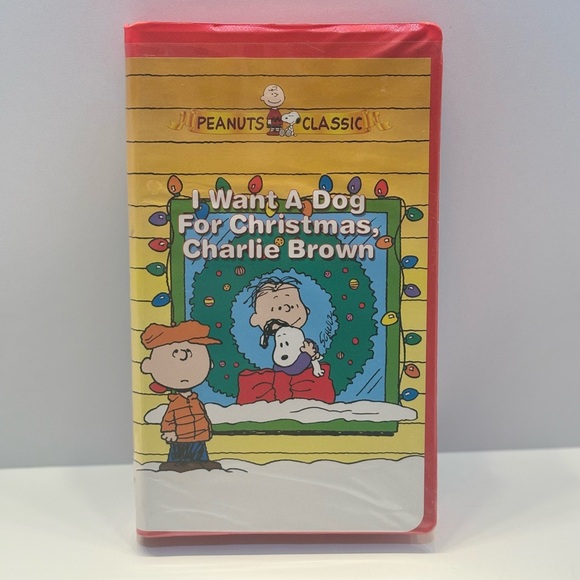 PEANUTS CLASSIC
I Want A Dog
For Christmas,
Charlie Brown